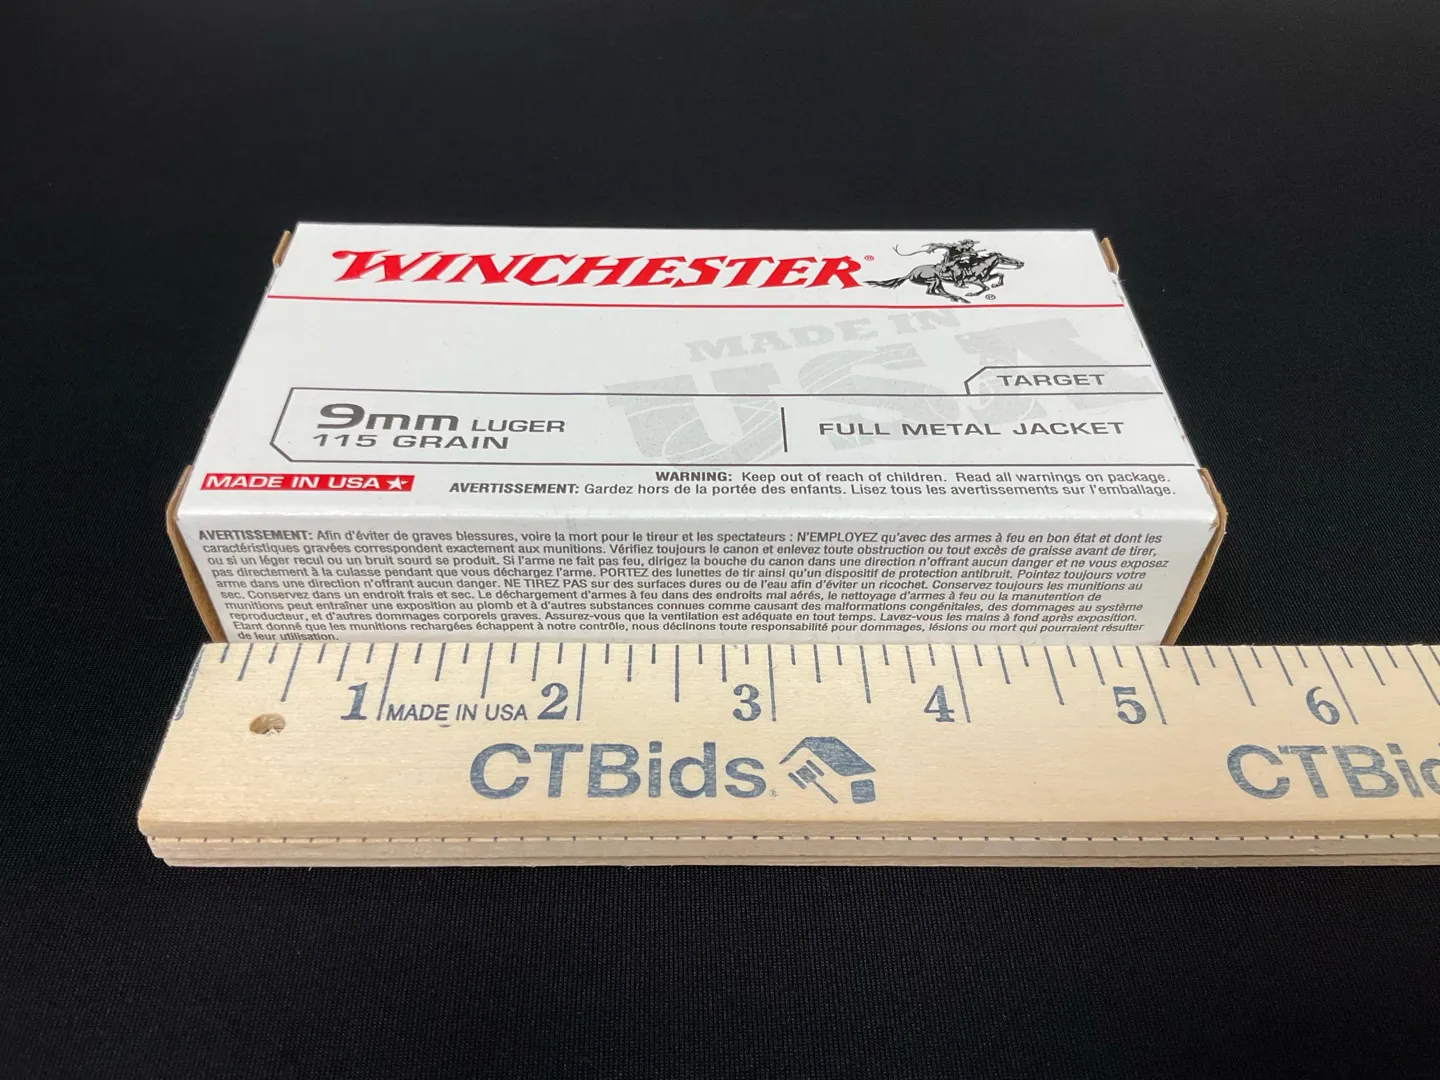 WINCHESTER®
®
MADE IN
USA
TARGET
9mm LUGER
115 GRAIN
FULL METAL JACKET
MADE IN USA ★
WARNING: Keep out of reach of children. Read all warnings on package.
AVERTISSEMENT: Gardez hors de la portée des enfants. Lisez tous les avertissements sur l'emballage.
AVERTISSEMENT: Afin d'éviter de graves blessures, voire la mort pour le tireur et les spectateurs : N'EMPLOYEZ qu'avec des armes à feu en bon état et dont les
caractéristiques gravées correspondent exactement aux munitions. Vérifiez toujours le canon et enlevez toute obstruction ou tout excès de graisse avant de tirer,
ou si un léger recul ou un bruit sourd se produit. Si l'arme ne fait pas feu, dirigez la bouche du canon dans une direction n'offrant aucun danger et ne vous exposez
pas directement à la culasse pendant que vous déchargez l'arme. PORTEZ des lunettes de tir ainsi qu'un dispositif de protection antibruit. Pointez toujours votre
arme dans une direction n'offrant aucun danger. NE TIREZ PAS sur des surfaces dures ou de l'eau afin d'éviter un ricochet. Conservez toujours les munitions au
sec. Conservez dans un endroit frais et sec. Le déchargement d'armes à feu dans des endroits mal aérés, le nettoyage d'armes à feu ou la manutention de
munitions peut entraîner une exposition au plomb et à d'autres substances connues comme causant des malformations congénitales, des dommages au système
reproducteur, et d'autres dommages corporels graves. Assurez-vous que la ventilation est adéquate en tout temps. Lavez-vous les mains à fond après exposition.
Etant donné que les munitions rechargées échappent à notre contrôle, nous déclinons toute responsabilité pour dommages, lésions ou mort qui pourraient résulter
de leur utilisation.
1 MADE IN USA 2 3 4 5 6
CTBids® CTBid